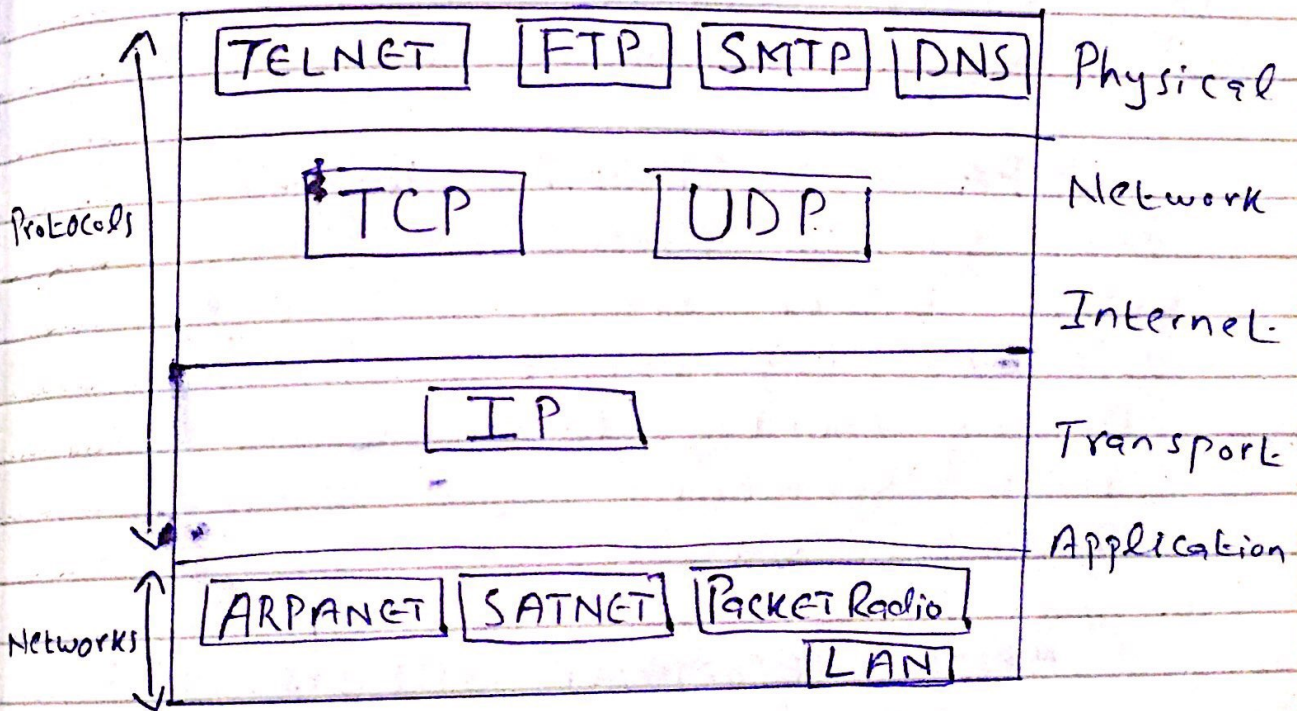 TELNET FTP SMTP DNS Physical
TCP UDP Network
Protocols
Internet
IP Transport
Application
ARPANET SATNET Packet Radio
Networks
LAN